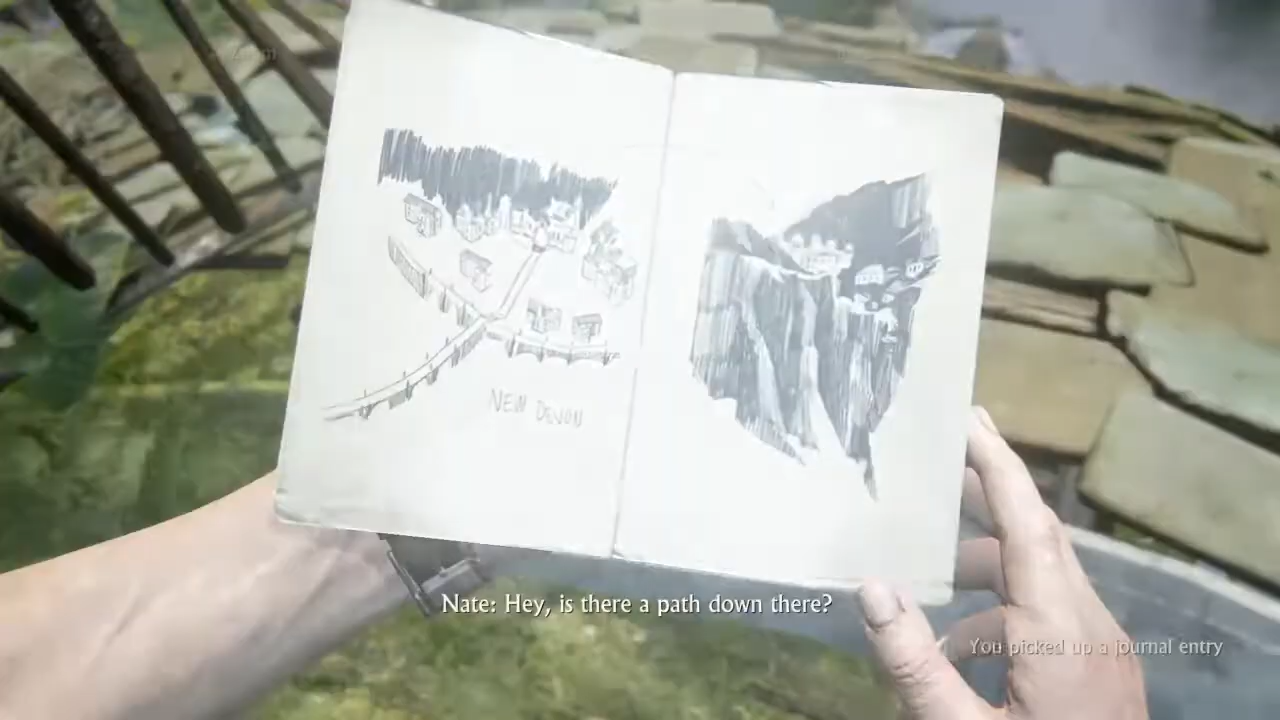 NEW DEVON
Nate: Hey, is there a path down there?
You picked up a journal entry